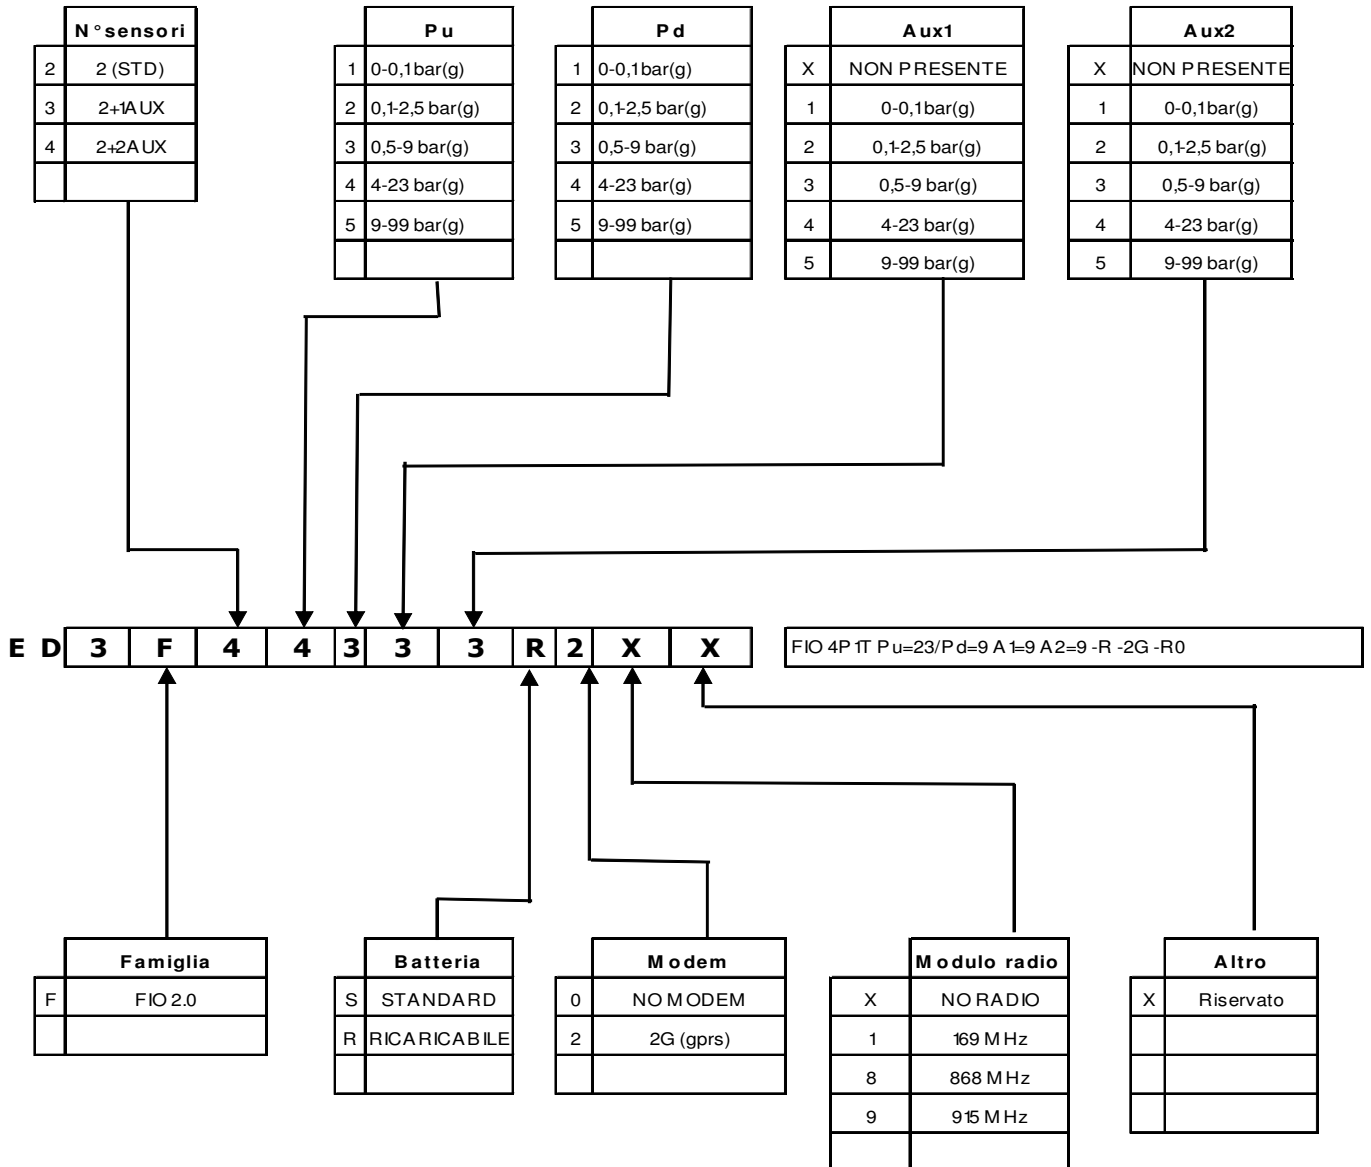 N°sensori
2 2 (STD)
3 2+1AUX
4 2+2AUX
Pu
1 0-0,1bar(g)
2 0,1-2,5 bar(g)
3 0,5-9 bar(g)
4 4-23 bar(g)
5 9-99 bar(g)
Pd
1 0-0,1bar(g)
2 0,1-2,5 bar(g)
3 0,5-9 bar(g)
4 4-23 bar(g)
5 9-99 bar(g)
Aux1
X NON PRESENTE
1 0-0,1bar(g)
2 0,1-2,5 bar(g)
3 0,5-9 bar(g)
4 4-23 bar(g)
5 9-99 bar(g)
Aux2
X NON PRESENTE
1 0-0,1bar(g)
2 0,1-2,5 bar(g)
3 0,5-9 bar(g)
4 4-23 bar(g)
5 9-99 bar(g)
E D 3 F 4 4 3 3 3 R 2 X X
FIO 4P 1T Pu=23/Pd=9 A1=9 A2=9 -R -2G -R0
Famiglia
F FIO 2.0
Batteria
S STANDARD
R RICARICABILE
Modem
0 NO MODEM
2 2G (gprs)
Modulo radio
X NO RADIO
1 169 MHz
8 868 MHz
9 915 MHz
Altro
X Riservato